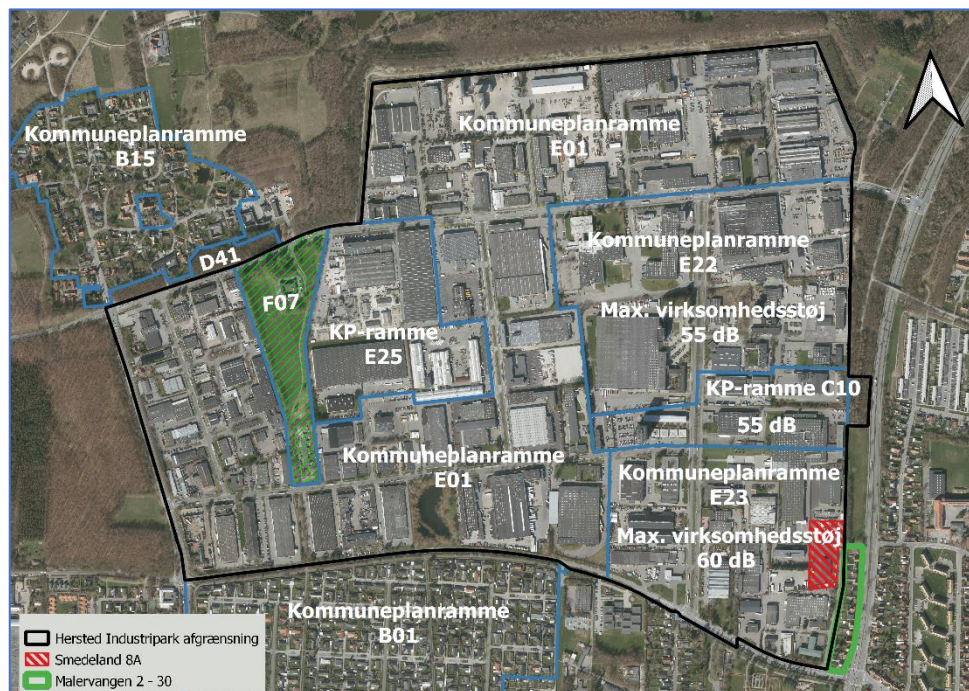 Kommuneplanramme
E01
Kommuneplanramme
B15
D41
F07
KP-ramme
E25
Kommuneplanramme
E22
Max. virksomhedsstøj
55 dB
KP-ramme C10
55 dB
Kommuneplanramme
E01
Kommuneplanramme
E23
Max. virksomhedsstøj
60 dB
Kommuneplanramme
B01
Hersted Industripark afgrænsning
Smedeland 8A
Malervangen 2 - 30